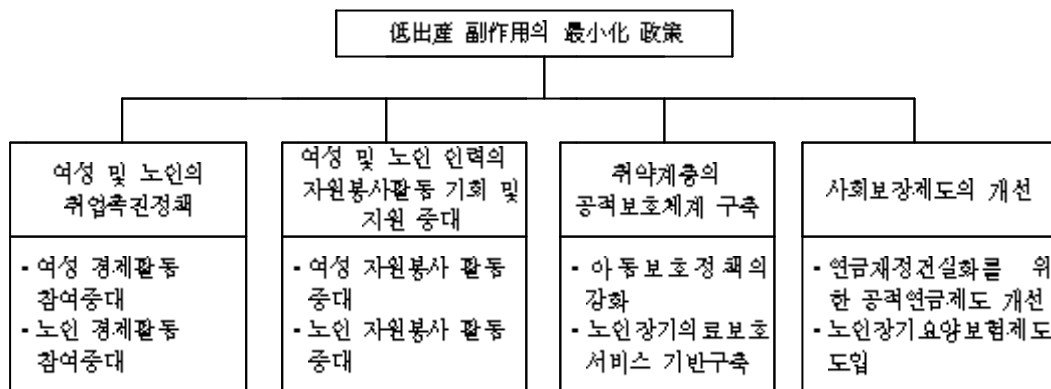 低出産 副作用의 最小化 政策
여성 및 노인의
취업촉진정책
여성 및 노인 인력의
자원봉사활동 기회 및
지원 증대
취약계층의
공적보호체계 구축
사회보장제도의 개선
- 여성 경제활동
참여증대
- 노인 경제활동
참여증대
- 여성 자원봉사 활동
증대
- 노인 자원봉사 활동
증대
- 아동보호정책의
강화
- 노인장기의료보호
서비스 기반구축
- 연금재정건실화를 위
한 공적연금제도 개선
- 노인장기요양보험제도
도입